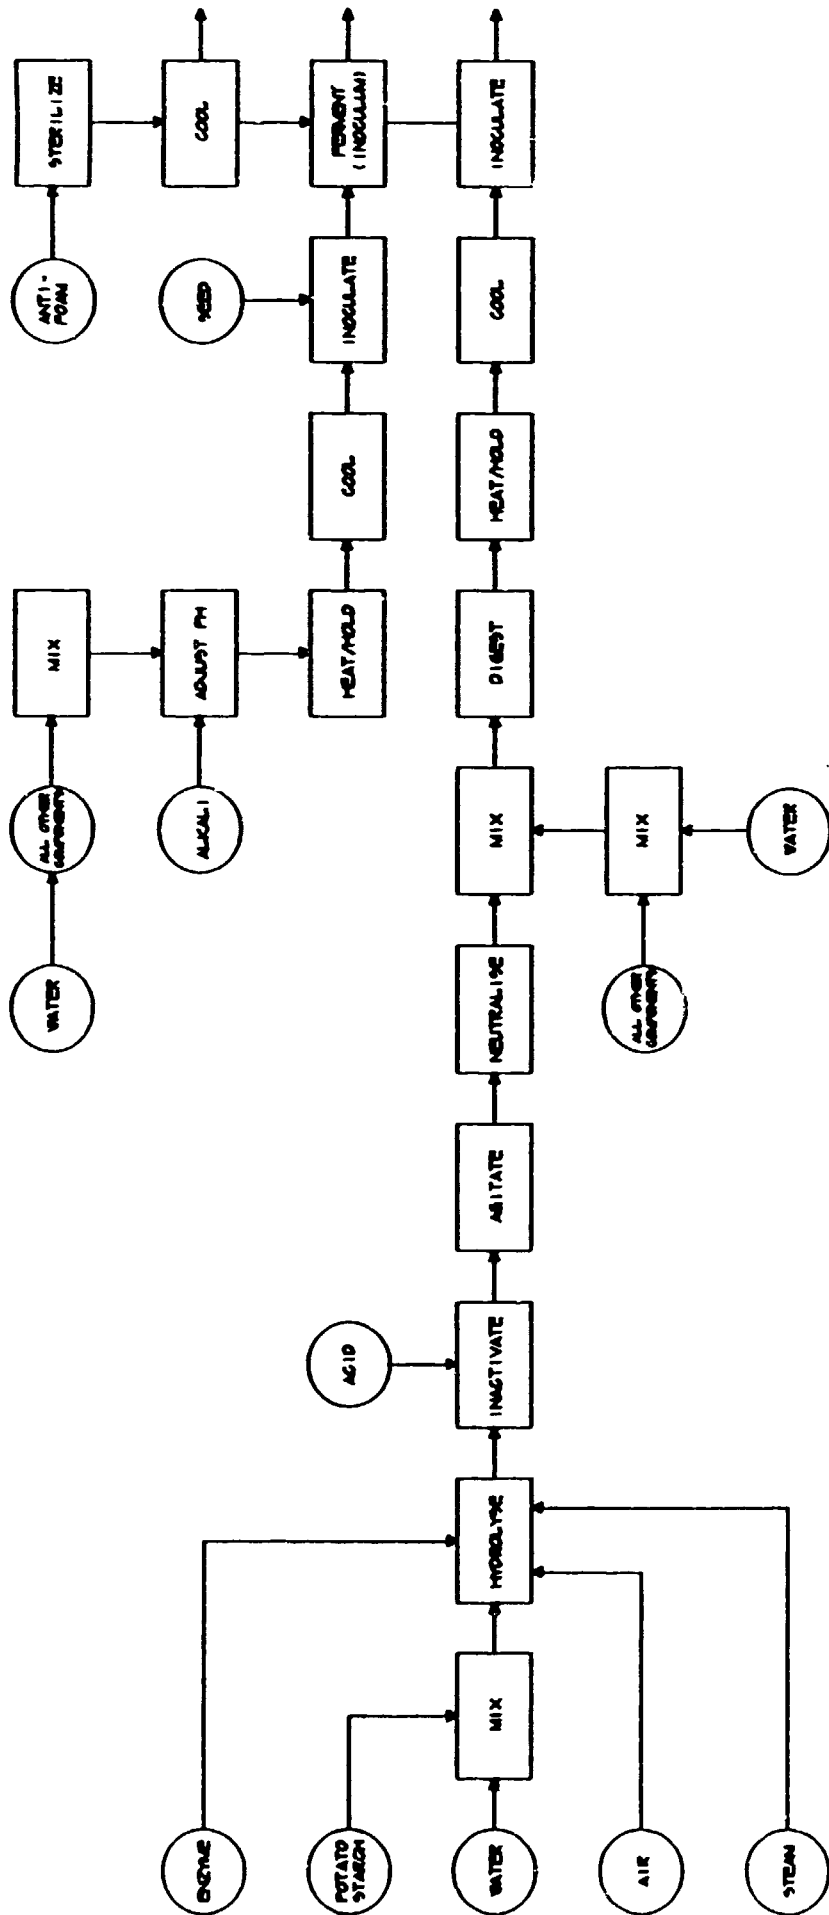 ANTI-
FOAM
STERILIZE
COOL
SEED
WATER
ALL OTHER
COMPONENTS
MIX
ALKALI
ADJUST PH
HEAT/HOLD
COOL
INOCULATE
FERMENT
(INOCULUM)
ENZYME
POTATO
STARCH
WATER
AIR
STEAM
MIX
HYDROLYSE
ACID
INACTIVATE
AGITATE
NEUTRALISE
MIX
DIGEST
HEAT/HOLD
COOL
INOCULATE
ALL OTHER
COMPONENTS
MIX
WATER